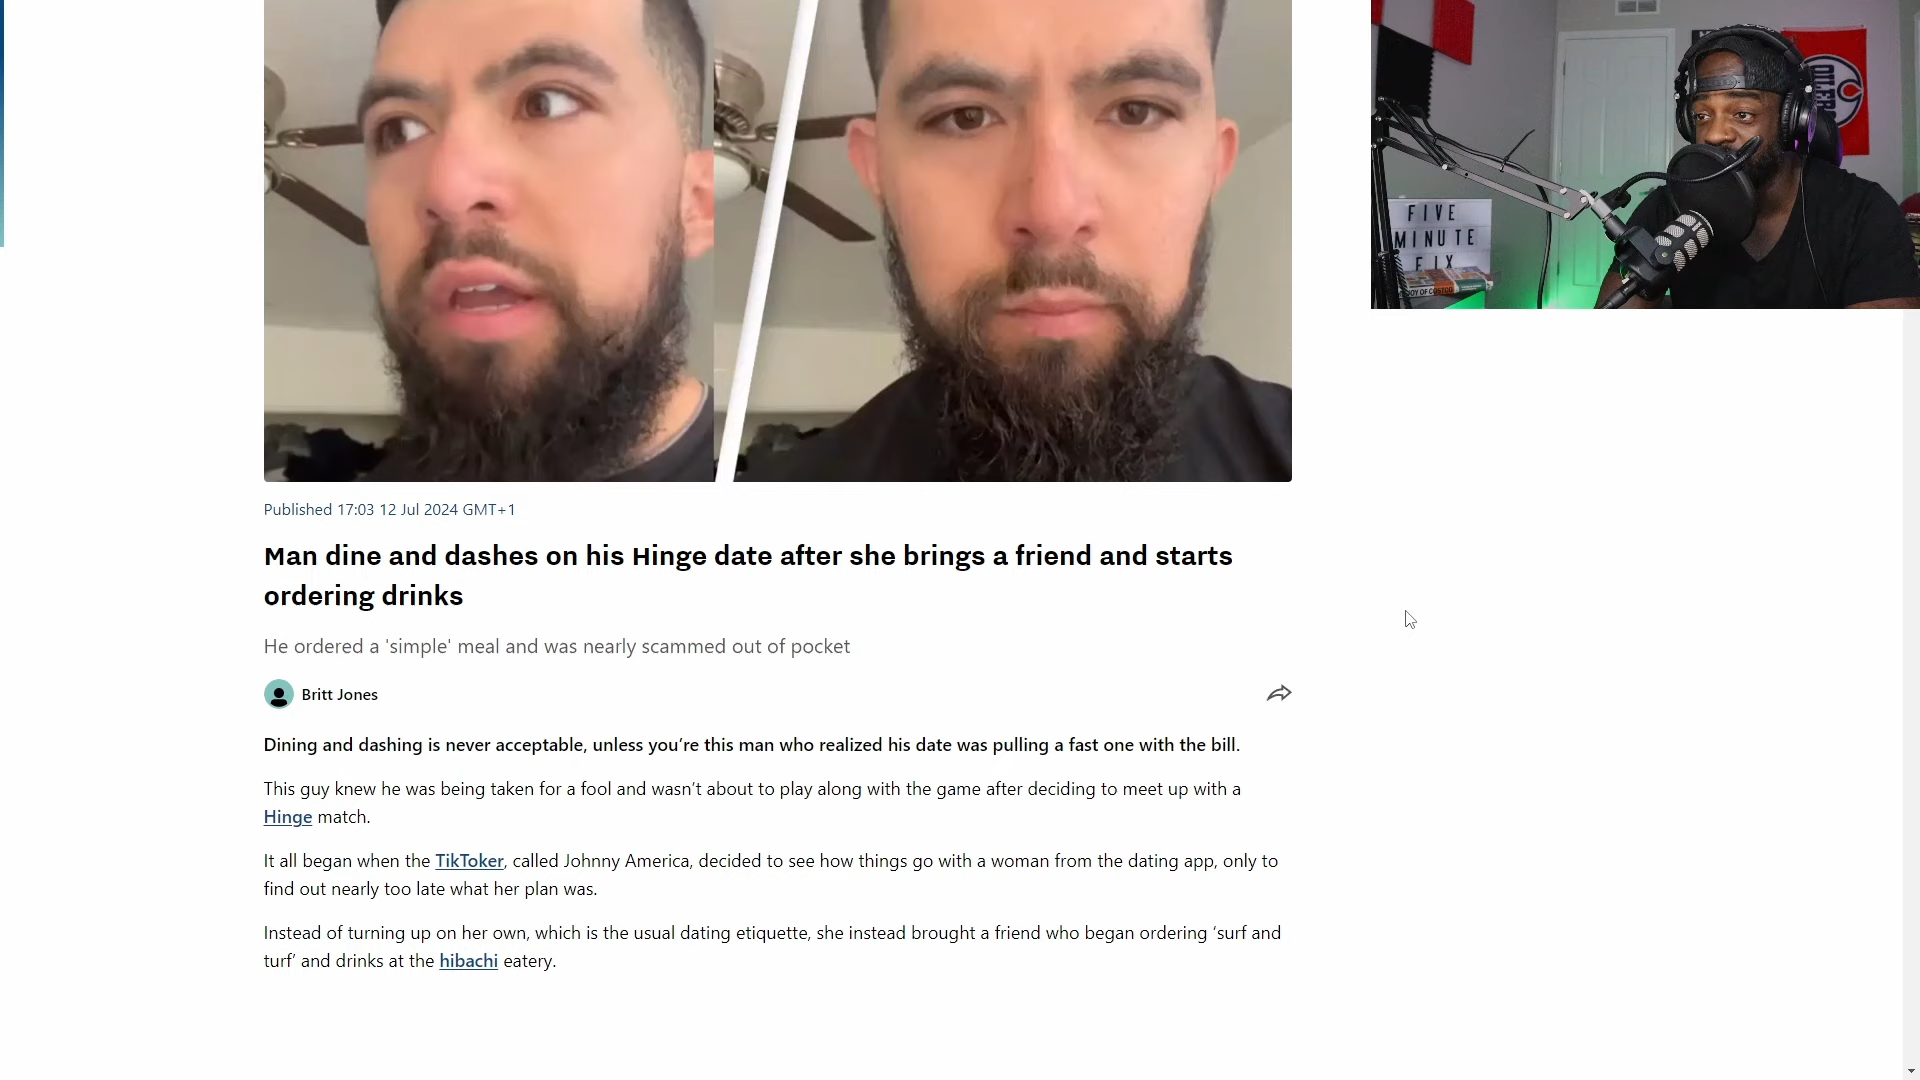 OILERS
FIVE
MINUTE
FIX
JOY OF COSTCO
Published 17:03 12 Jul 2024 GMT+1
Man dine and dashes on his Hinge date after she brings a friend and starts
ordering drinks
He ordered a 'simple' meal and was nearly scammed out of pocket
Britt Jones
Dining and dashing is never acceptable, unless you’re this man who realized his date was pulling a fast one with the bill.
This guy knew he was being taken for a fool and wasn’t about to play along with the game after deciding to meet up with a
Hinge match.
It all began when the TikToker, called Johnny America, decided to see how things go with a woman from the dating app, only to
find out nearly too late what her plan was.
Instead of turning up on her own, which is the usual dating etiquette, she instead brought a friend who began ordering ‘surf and
turf’ and drinks at the hibachi eatery.